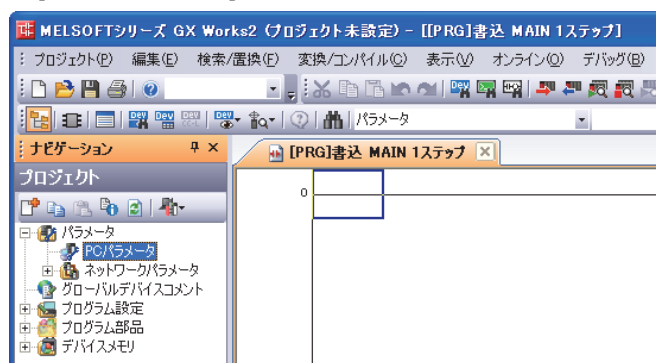 MELSOFTシリーズ GX Works2 (プロジェクト未設定) - [[PRG]書込 MAIN 1ステップ]
プロジェクト(P) 編集(E) 検索/置換(F) 変換/コンパイル(C) 表示(V) オンライン(O) デバッグ(B)
パラメータ
ナビゲーション
[PRG]書込 MAIN 1ステップ
プロジェクト
0
パラメータ
PCパラメータ
ネットワークパラメータ
グローバルデバイスコメント
プログラム設定
プログラム部品
デバイスメモリ